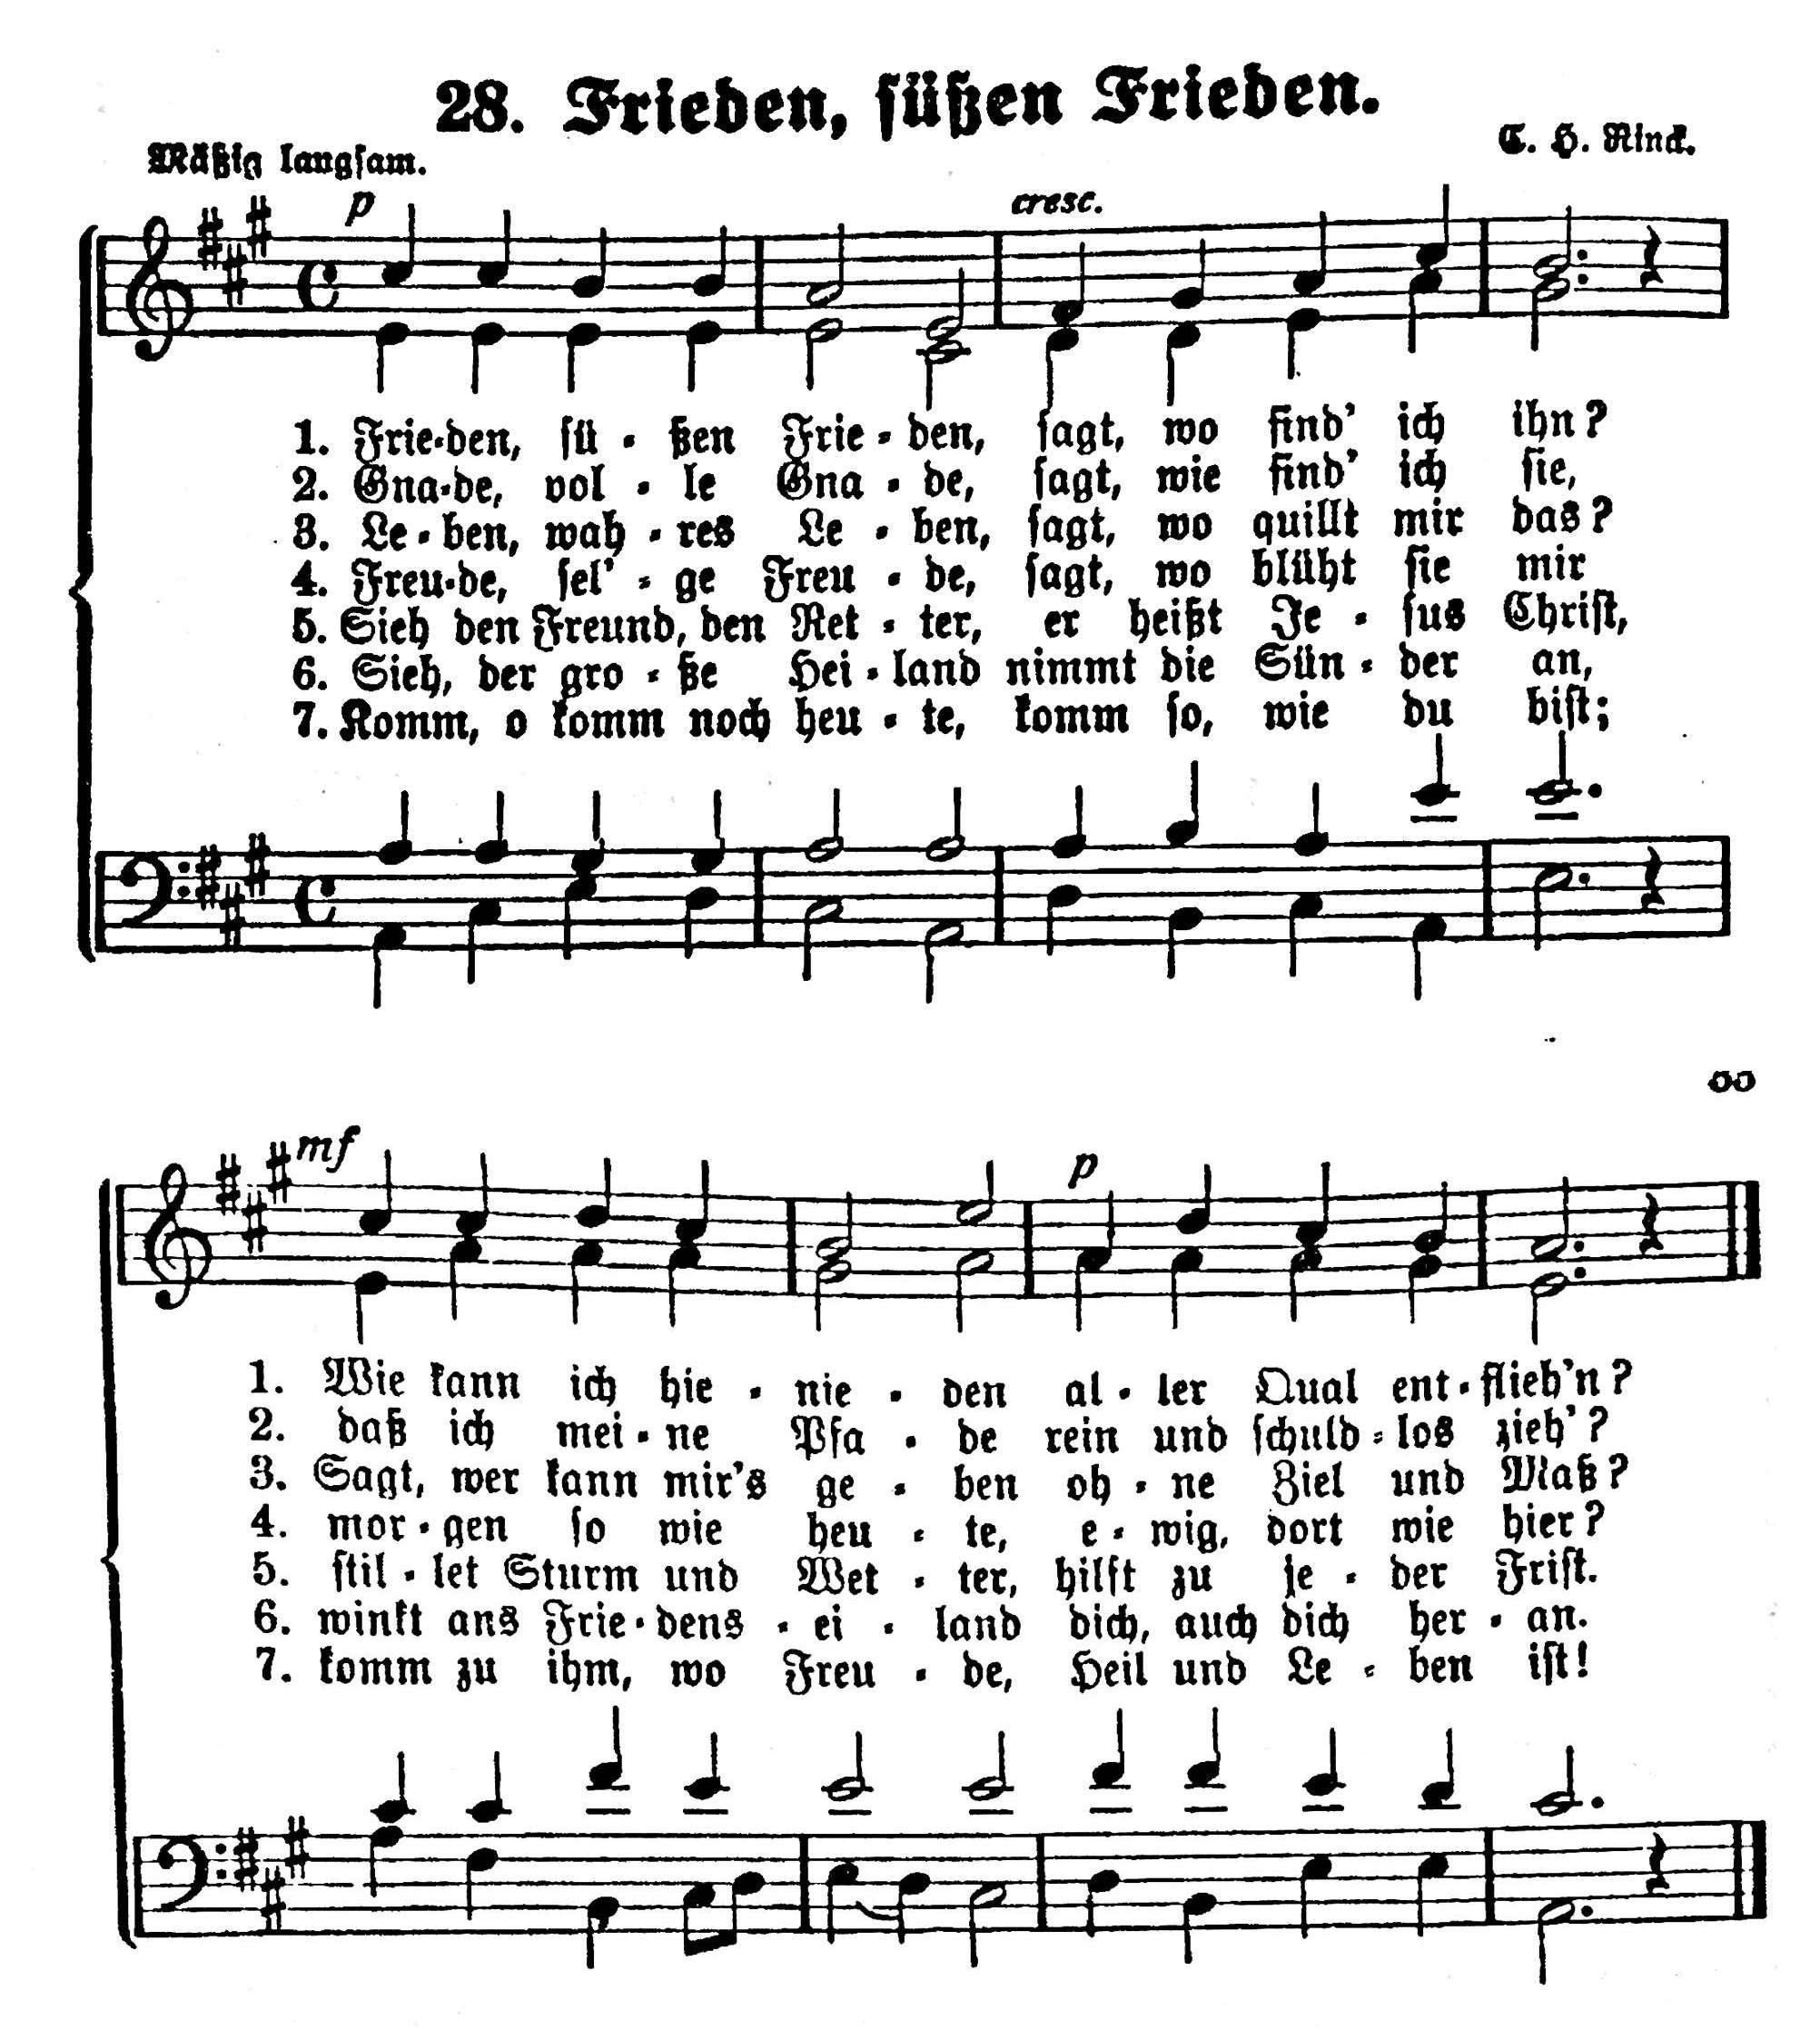 28. Frieden, süßen Frieden.
Mäßig langsam.
C. H. Rinck.
p
cresc.
1. Frie-den, sü - ßen Frie - den, sagt, wo find' ich ihn?
2. Gna-de, vol - le Gna - de, sagt, wie find' ich sie,
3. Le - ben, wah - res Le - ben, sagt, wo quillt mir das?
4. Freu-de, sel' - ge Freu - de, sagt, wo blüht sie mir
5. Sieh den Freund, den Ret - ter, er heißt Je - sus Christ,
6. Sieh, der gro - ße Hei - land nimmt die Sün - der an,
7. Komm, o komm noch heu - te, komm so, wie du bist;
mf
p
1. Wie kann ich hie - nie - den al - ler Qual ent - flieh'n?
2. daß ich mei - ne Pfa - de rein und schuld - los zieh'?
3. Sagt, wer kann mir's ge - ben oh - ne Ziel und Maß?
4. mor - gen so wie heu - te, e - wig, dort wie hier?
5. stil - let Sturm und Wet - ter, hilft zu je - der Frist.
6. winkt ans Frie - dens - ei - land dich, auch dich her - an.
7. komm zu ihm, wo Freu - de, Heil und Le - ben ist!